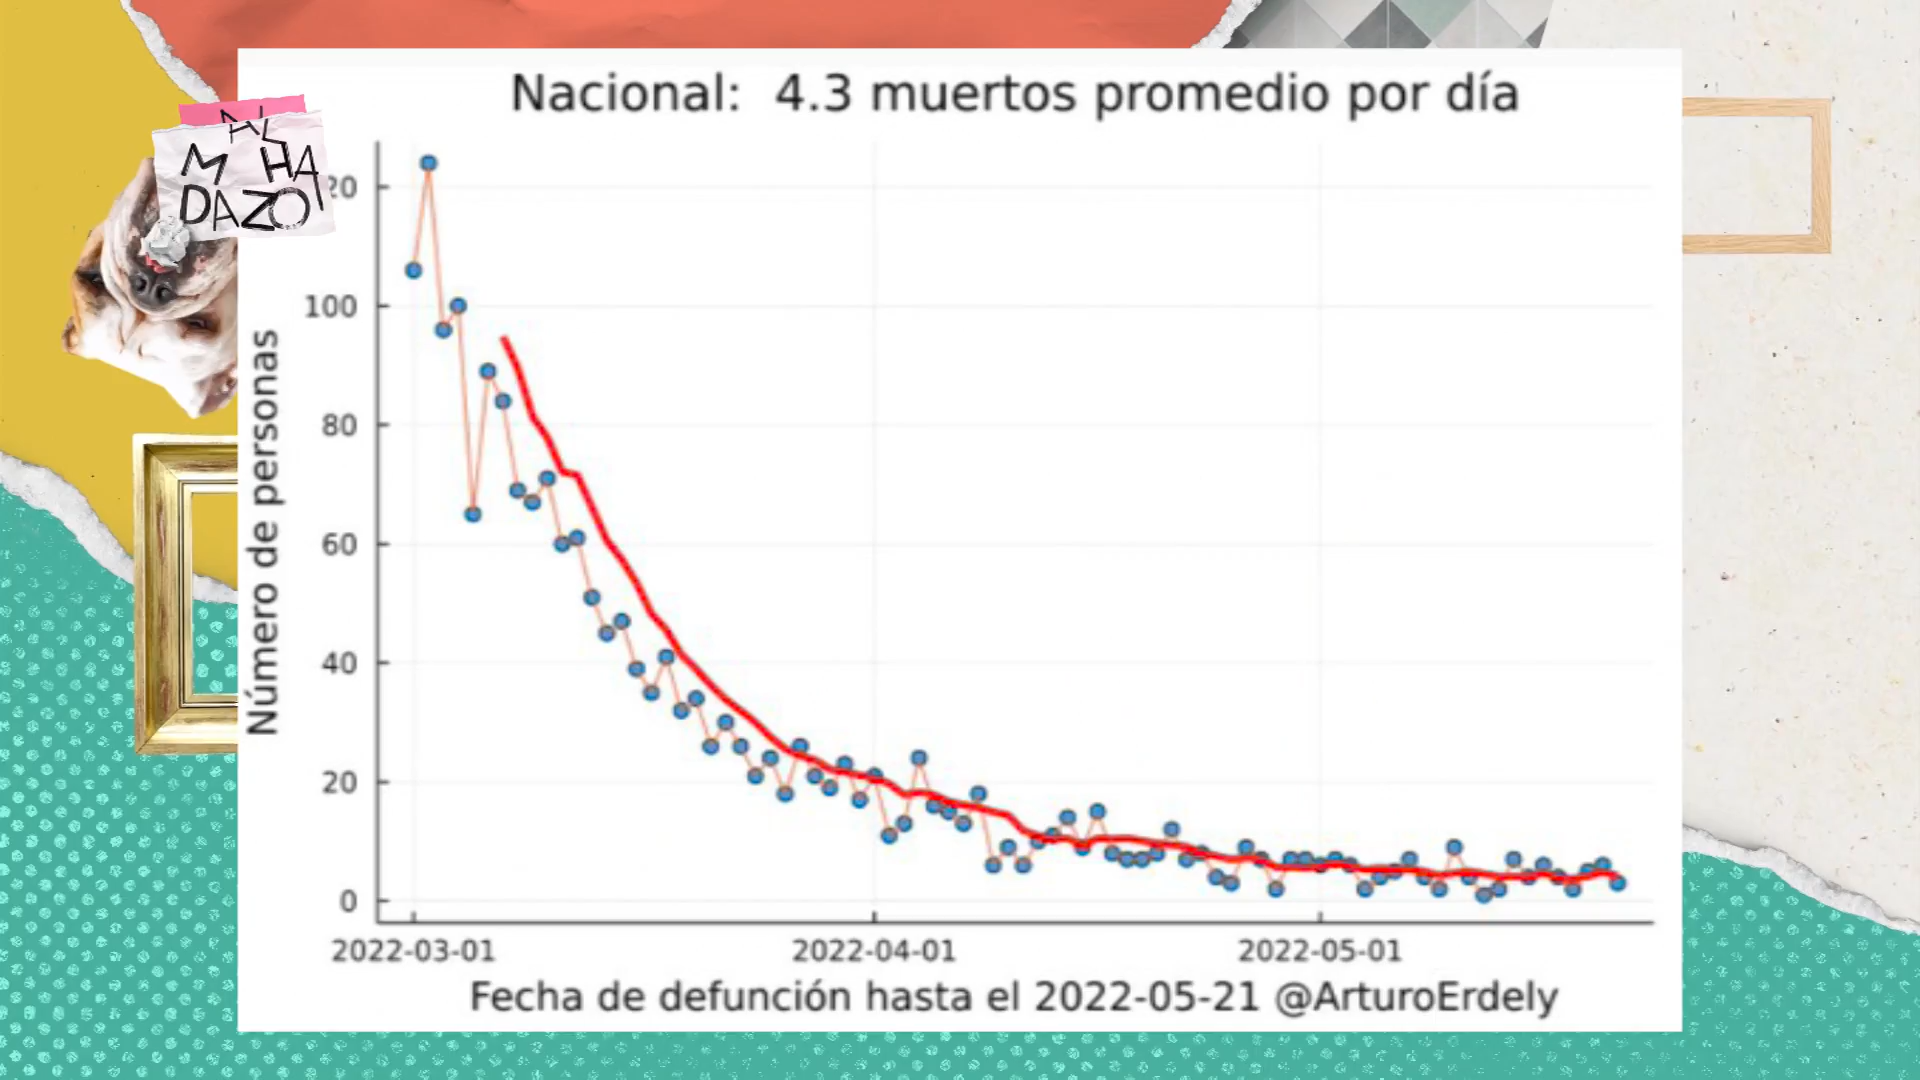 Nacional: 4.3 muertos promedio por día
AL
MA HA
DAZO!
20
100
80
60
40
20
0
Número de personas
2022-03-01
2022-04-01
2022-05-01
Fecha de defunción hasta el 2022-05-21 @ArturoErdely